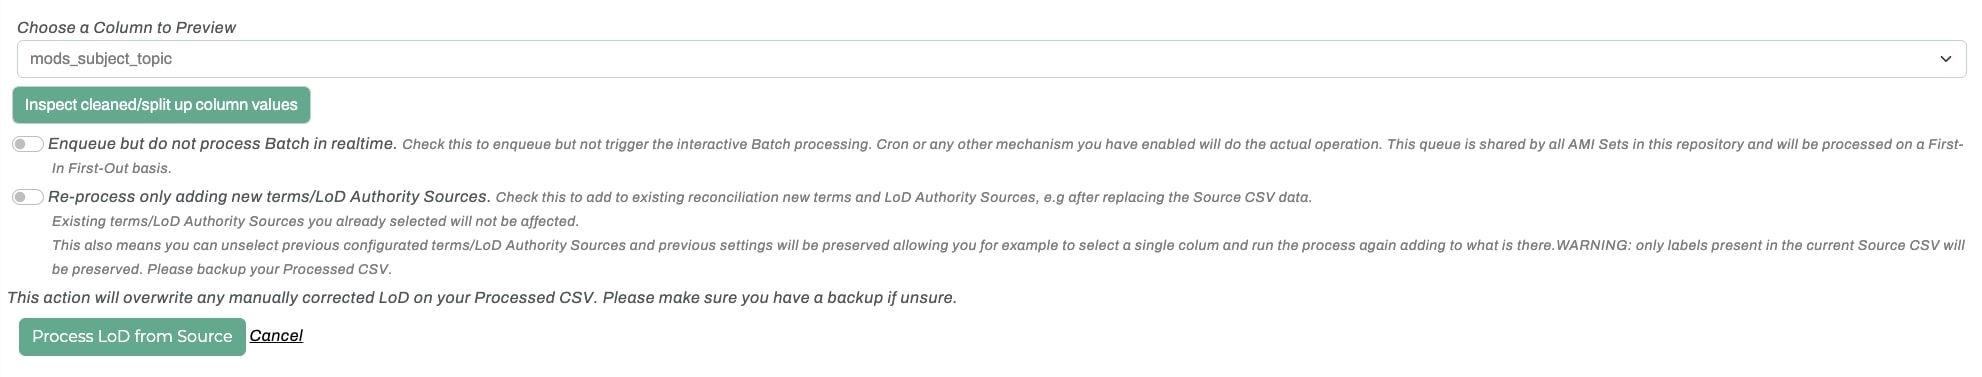 Choose a Column to Preview
mods_subject_topic
Inspect cleaned/split up column values
Enqueue but do not process Batch in realtime. Check this to enqueue but not trigger the interactive Batch processing. Cron or any other mechanism you have enabled will do the actual operation. This queue is shared by all AMI Sets in this repository and will be processed on a First-
In First-Out basis.
Re-process only adding new terms/LoD Authority Sources. Check this to add to existing reconciliation new terms and LoD Authority Sources, e.g after replacing the Source CSV data.
Existing terms/LoD Authority Sources you already selected will not be affected.
This also means you can unselect previous configurated terms/LoD Authority Sources and previous settings will be preserved allowing you for example to select a single colum and run the process again adding to what is there.WARNING: only labels present in the current Source CSV will
be preserved. Please backup your Processed CSV.
This action will overwrite any manually corrected LoD on your Processed CSV. Please make sure you have a backup if unsure.
Process LoD from Source Cancel